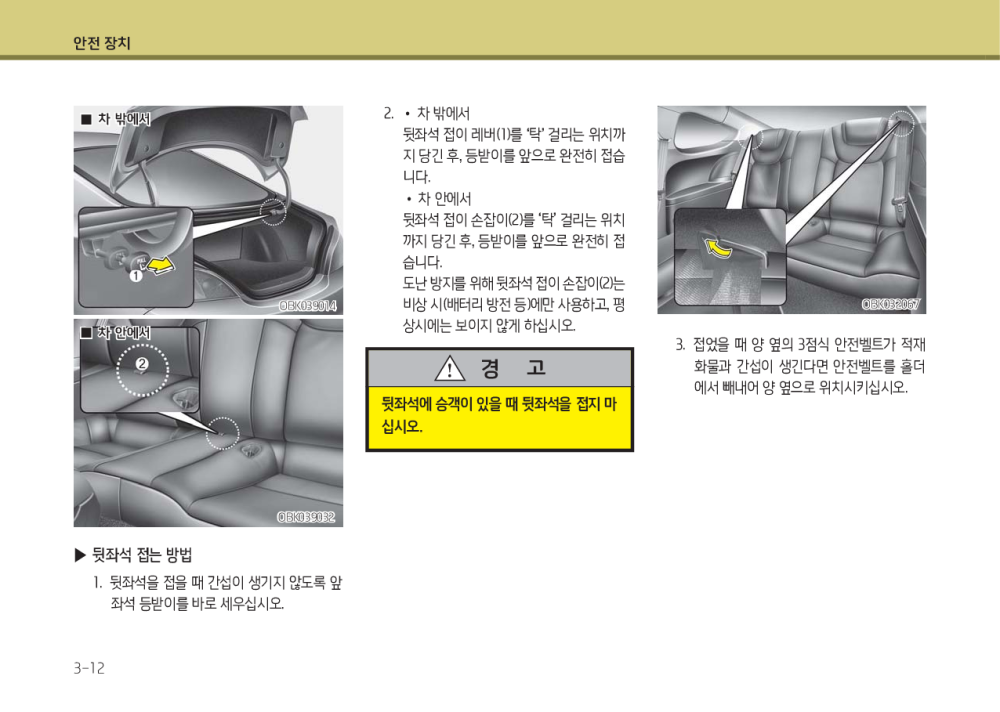 안전 장치
■ 차 밖에서
1
OBK039014
■ 차 안에서
2
OBK039032
▶ 뒷좌석 접는 방법
1. 뒷좌석을 접을 때 간섭이 생기지 않도록 앞
좌석 등받이를 바로 세우십시오.
2. • 차 밖에서
뒷좌석 접이 레버(1)를 ‘탁’ 걸리는 위치까
지 당긴 후, 등받이를 앞으로 완전히 접습
니다.
• 차 안에서
뒷좌석 접이 손잡이(2)를 ‘탁’ 걸리는 위치
까지 당긴 후, 등받이를 앞으로 완전히 접
습니다.
도난 방지를 위해 뒷좌석 접이 손잡이(2)는
비상 시(배터리 방전 등)에만 사용하고, 평
상시에는 보이지 않게 하십시오.
경 고
뒷좌석에 승객이 있을 때 뒷좌석을 접지 마
십시오.
OBK032067
3. 접었을 때 양 옆의 3점식 안전벨트가 적재
화물과 간섭이 생긴다면 안전벨트를 홀더
에서 빼내어 양 옆으로 위치시키십시오.
3-12